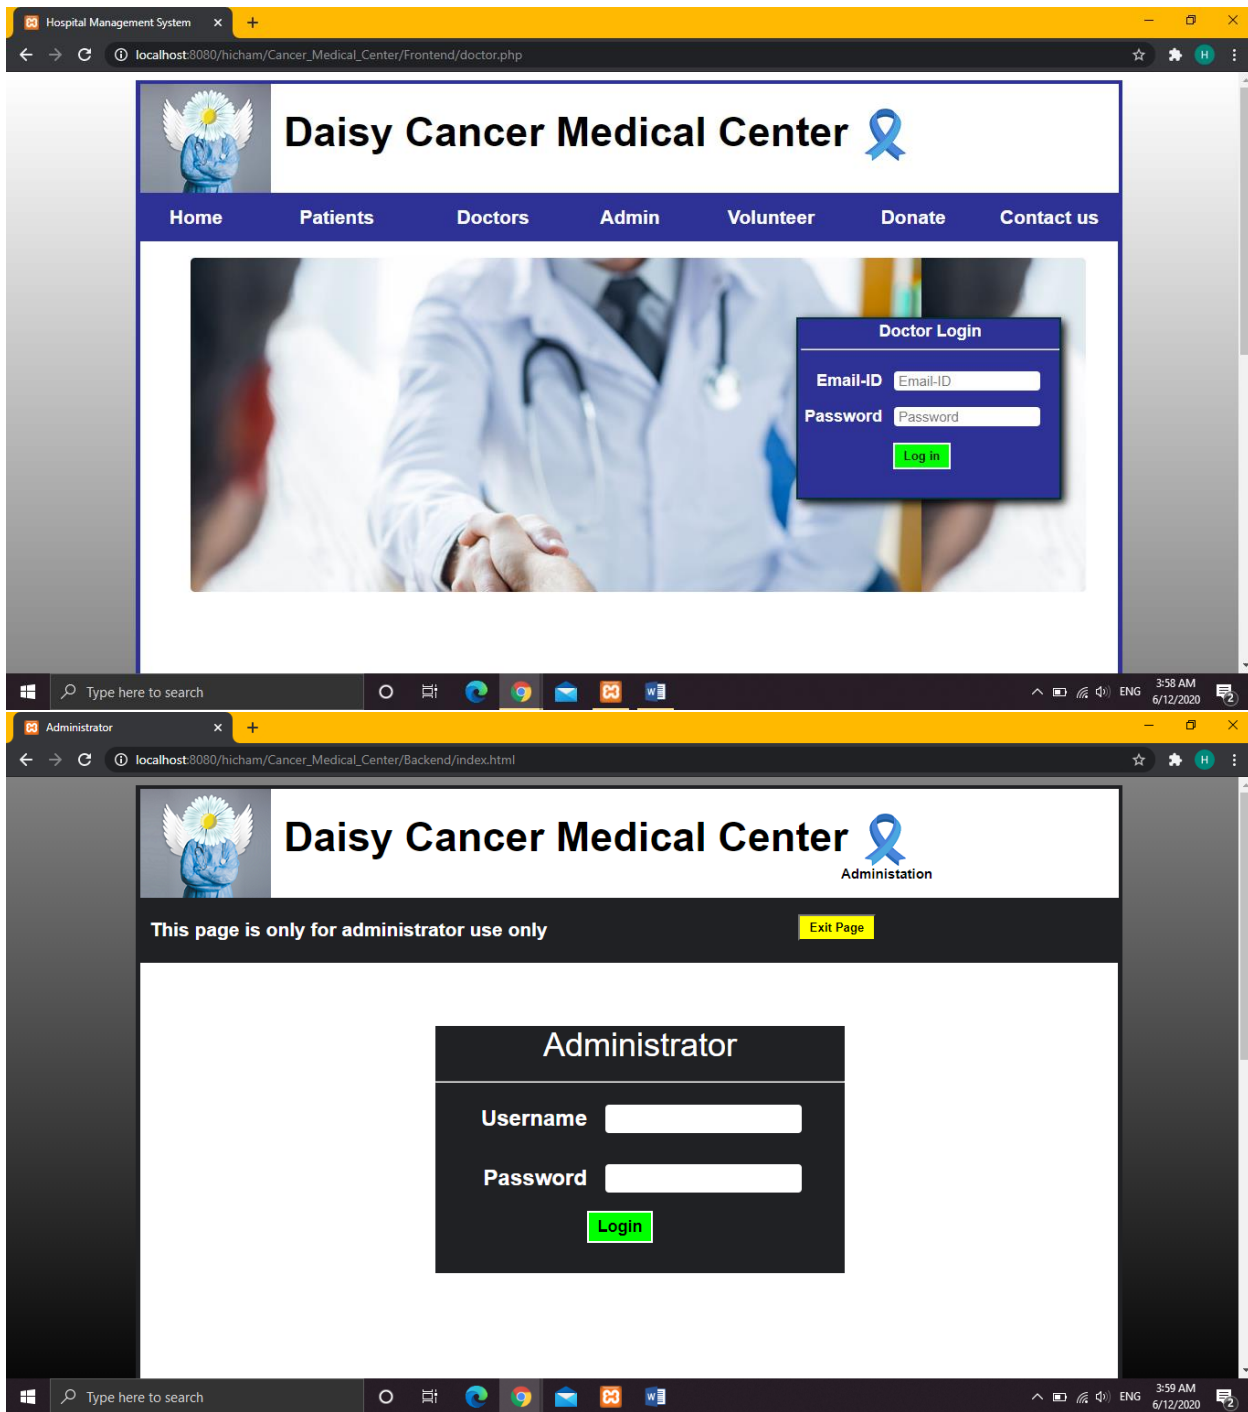 Hospital Management System
localhost:8080/hicham/Cancer_Medical_Center/Frontend/doctor.php
H
Daisy Cancer Medical Center
Home Patients Doctors Admin Volunteer Donate Contact us
Doctor Login
Email-ID Email-ID
Password Password
Log in
Type here to search
ENG
3:58 AM
6/12/2020
2
Administrator
localhost:8080/hicham/Cancer_Medical_Center/Backend/index.html
H
Daisy Cancer Medical Center
Administation
This page is only for administrator use only Exit Page
Administrator
Username
Password
Login
Type here to search
ENG
3:59 AM
6/12/2020
2